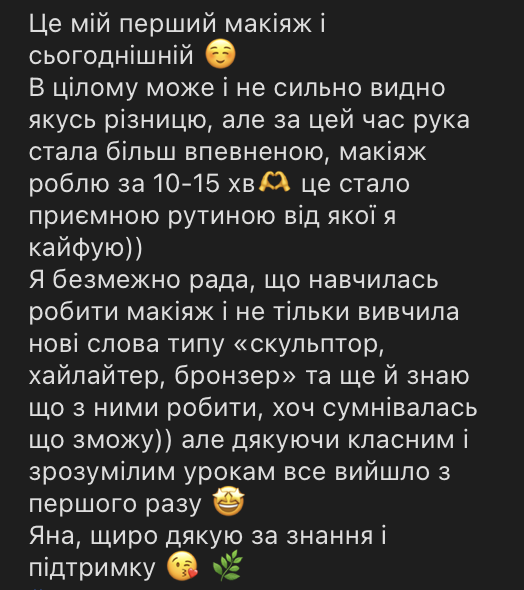 Це мій перший макіяж і
сьогоднішній ☺️
В цілому може і не сильно видно
якусь різницю, але за цей час рука
стала більш впевненою, макіяж
роблю за 10-15 хв🫶 це стало
приємною рутиною від якої я
кайфую))
Я безмежно рада, що навчилась
робити макіяж і не тільки вивчила
нові слова типу «скульптор,
хайлайтер, бронзер» та ще й знаю
що з ними робити, хоч сумнівалась
що зможу)) але дякуючи класним і
зрозумілим урокам все вийшло з
першого разу 🤩
Яна, щиро дякую за знання і
підтримку 😘 🌿